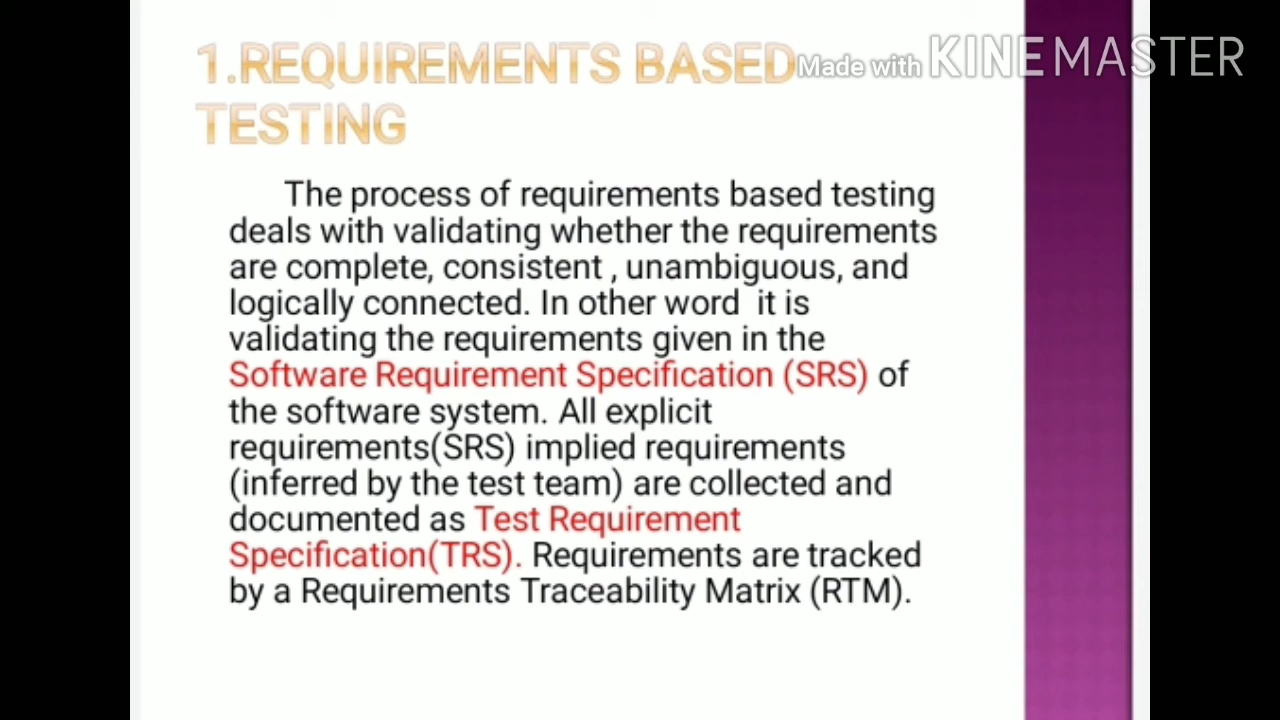 1.REQUIREMENTS BASED
Made with KINEMASTER
TESTING
The process of requirements based testing
deals with validating whether the requirements
are complete, consistent , unambiguous, and
logically connected. In other word  it is
validating the requirements given in the
Software Requirement Specification (SRS) of
the software system. All explicit
requirements(SRS) implied requirements
(inferred by the test team) are collected and
documented as Test Requirement
Specification(TRS). Requirements are tracked
by a Requirements Traceability Matrix (RTM).